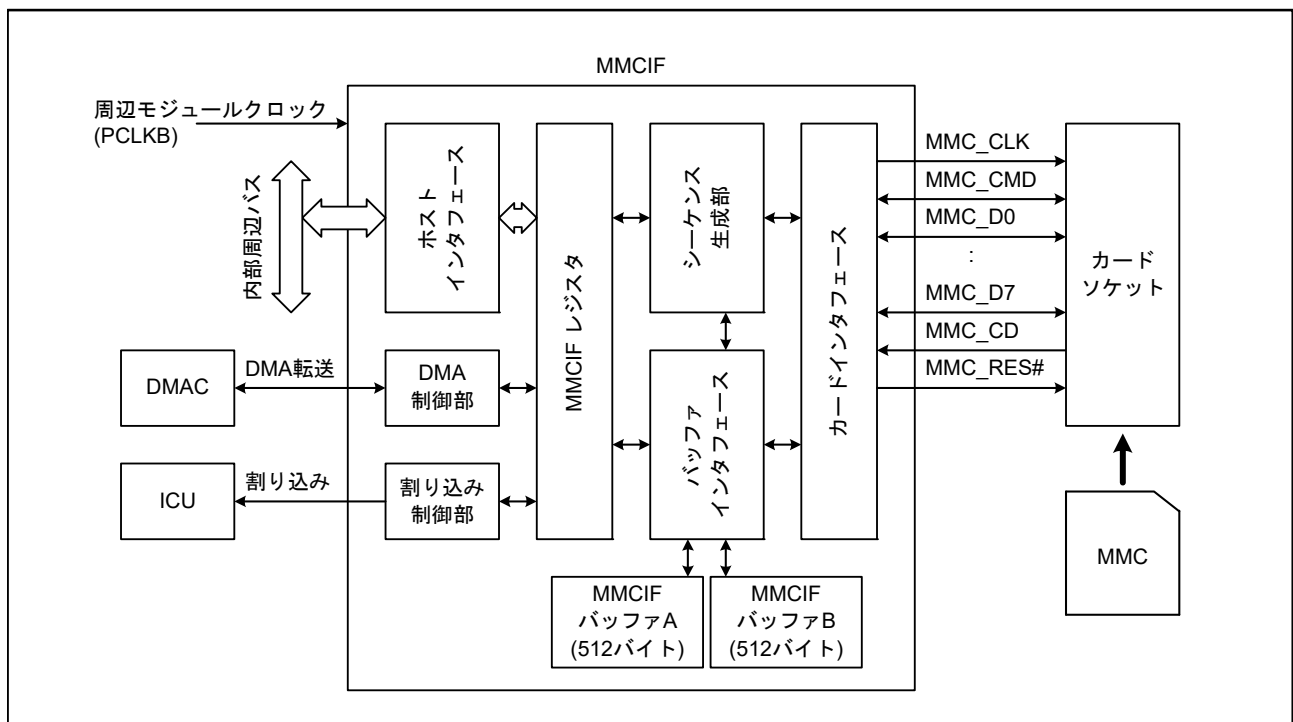 MMCIF
周辺モジュールクロック
(PCLKB)
内部周辺バス
ホスト
インタフェース
MMCIF レジスタ
シーケンス
生成部
カードインタフェース
MMC_CLK
MMC_CMD
MMC_D0
:
MMC_D7
MMC_CD
MMC_RES#
カード
ソケット
DMAC
DMA転送
DMA
制御部
バッファ
インタフェース
ICU
割り込み
割り込み
制御部
MMCIF
バッファA
(512バイト)
MMCIF
バッファB
(512バイト)
MMC